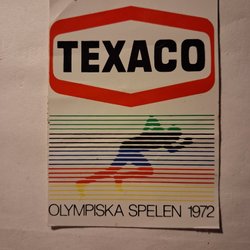 TEXACO
OLYMPISKA SPELEN 1972